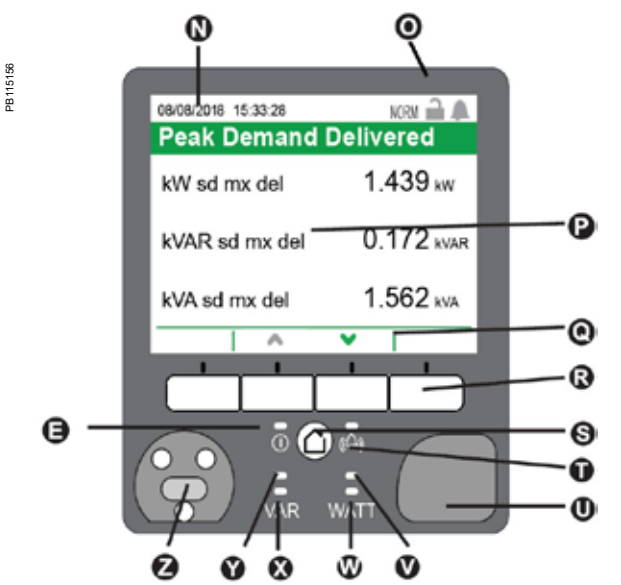 PB115156
N
O
08/08/2018 15:33:28 NORM
Peak Demand Delivered
kW sd mx del 1.439 kW
kVAR sd mx del 0.172 kVAR
P
kVA sd mx del 1.562 kVA
Q
R
E
S
T
U
VAR WATT
Z
Y
X
W
V